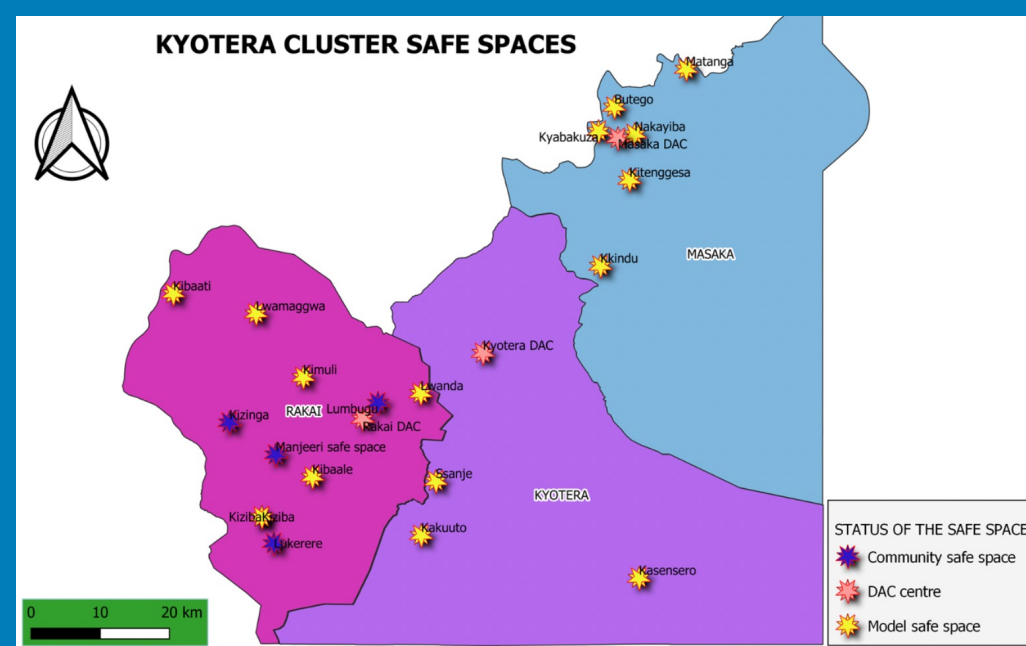 KYOTERA CLUSTER SAFE SPACES
Matanga
Butego
Nakayiba
Kyabakuza
Masaka DAC
Kitenggesa
MASAKA
Kkindu
Kibaati
Lwamaggwa
Kyotera DAC
Kimuli
Lwanda
Lumbugu
RAKAI
Kizinga
Rakai DAC
Manjeeri safe space
Kibaale
Ssanje
KYOTERA
Kiziba
Kiziba
Kakuuto
Lukerere
Kasensero
STATUS OF THE SAFE SPACE
Community safe space
DAC centre
Model safe space
0 10 20 km